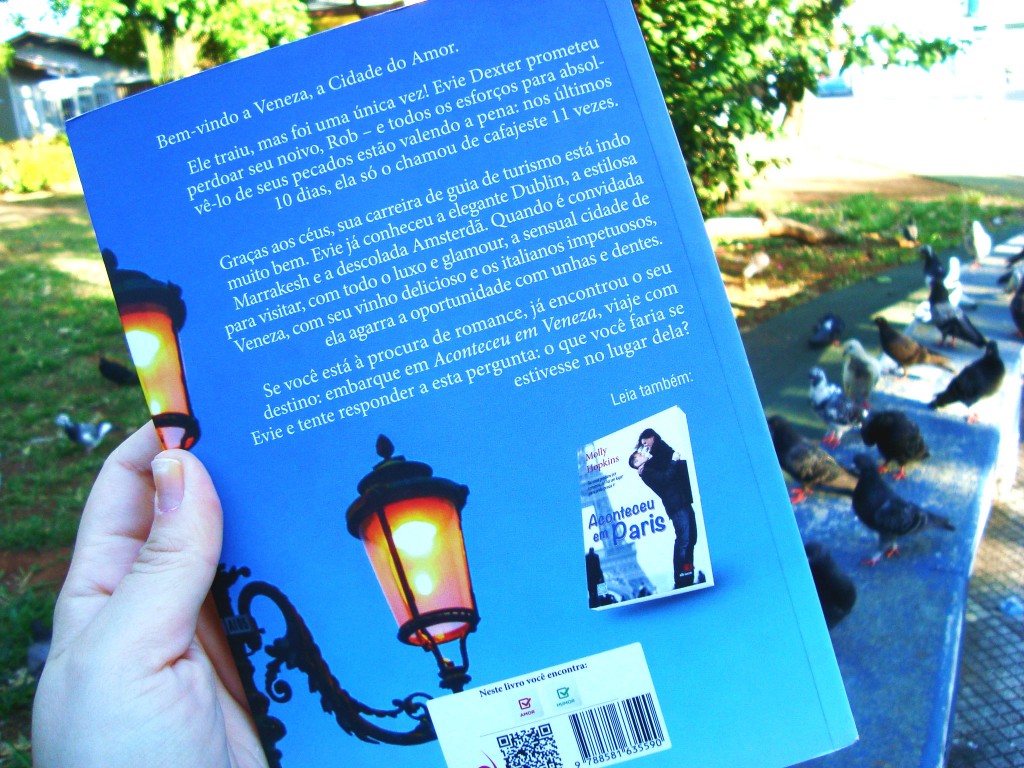 Bem-vindo a Veneza, a Cidade do Amor.
Ele traiu, mas foi uma única vez! Evie Dexter prometeu
perdoar seu noivo, Rob – e todos os esforços para absol-
vê-lo de seus pecados estão valendo a pena: nos últimos
10 dias, ela só o chamou de cafajeste 11 vezes.
Graças aos céus, sua carreira de guia de turismo está indo
muito bem. Evie já conheceu a elegante Dublin, a estilosa
Marrakesh e a descolada Amsterdã. Quando é convidada
para visitar, com todo o luxo e glamour, a sensual cidade de
Veneza, com seu vinho delicioso e os italianos impetuosos,
ela agarra a oportunidade com unhas e dentes.
Se você está à procura de romance, já encontrou o seu
destino: embarque em Aconteceu em Veneza, viaje com
Evie e tente responder a esta pergunta: o que você faria se
estivesse no lugar dela?
Leia também:
Molly
Hopkins
Aconteceu
em Paris
Neste livro você encontra:
AMOR
HUMOR
9 788581 635590